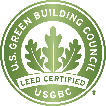 U.S. GREEN BUILDING COUNCIL
LEED CERTIFIED
USGBC